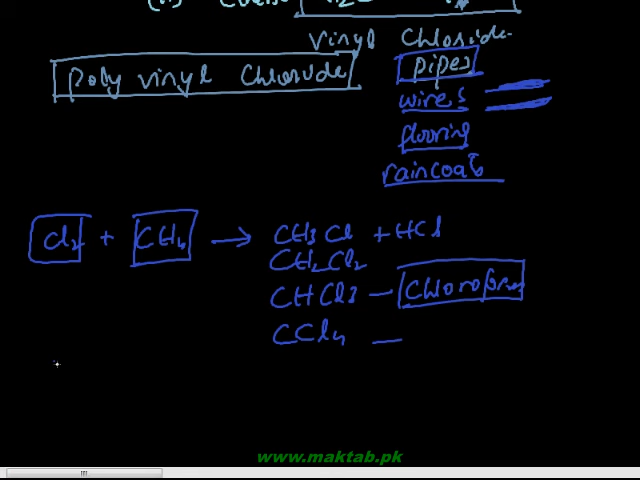 Vinyl Chloride
Poly vinyl Chloride
pipes
wires
flooring
raincoats
Cl2 + CH4 → CH3Cl + HCl
CH2Cl2
CHCl3 — Chloroform
CCl4 —
www.maktab.pk